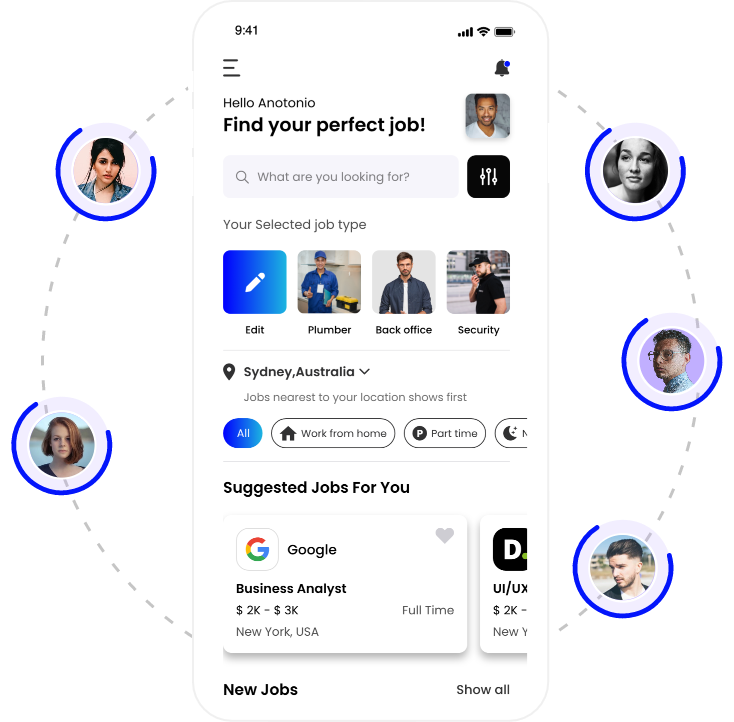 9:41
Hello Anotonio
Find your perfect job!
What are you looking for?
Your Selected job type
Edit Plumber Back office Security
Sydney,Australia
Jobs nearest to your location shows first
All Work from home P Part time N
Suggested Jobs For You
G Google D.
Business Analyst UI/UX
$ 2K - $ 3K Full Time $ 2K -
New York, USA New Y
New Jobs Show all